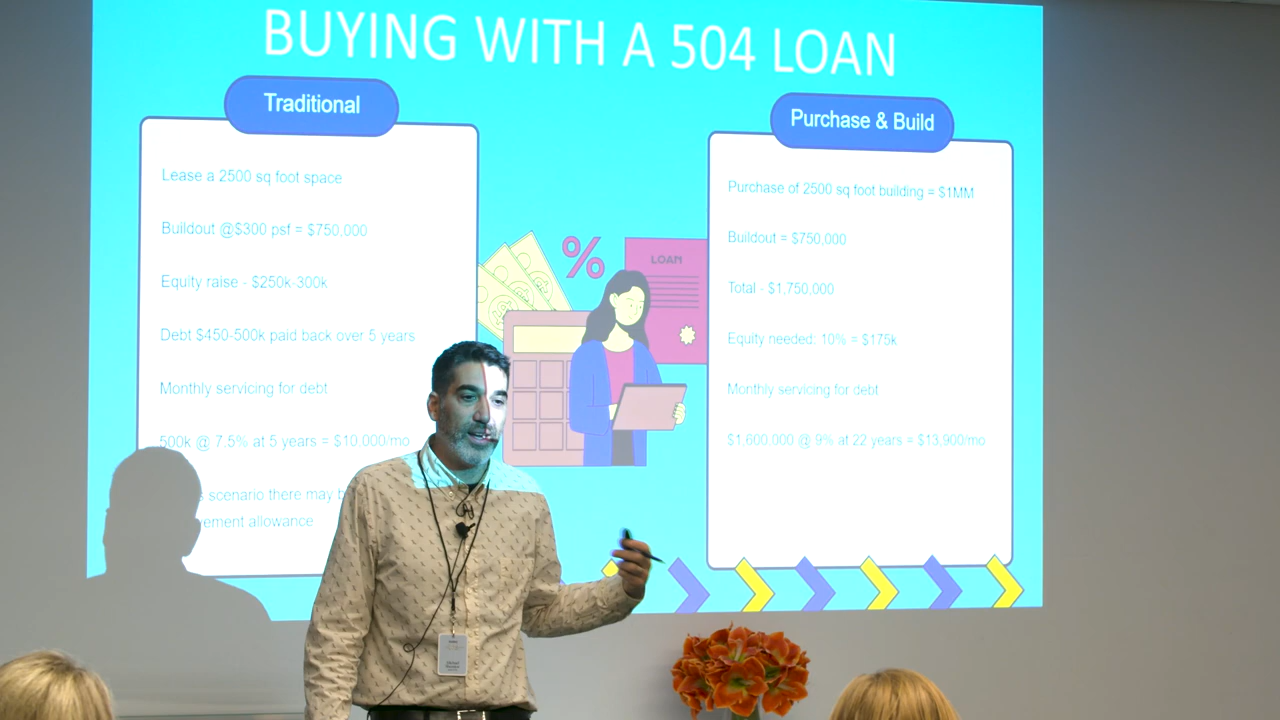 BUYING WITH A 504 LOAN
Traditional
Lease a 2500 sq foot space
Buildout @$300 psf = $750,000
Equity raise - $250k-300k
Debt $450-500k paid back over 5 years
Monthly servicing for debt
500k @ 7.5% at 5 years = $10,000/mo
scenario there may
allowance
%
LOAN
Purchase & Build
Purchase of 2500 sq foot building = $1MM
Buildout = $750,000
Total - $1,750,000
Equity needed: 10% = $175k
Monthly servicing for debt
$1,600,000 @ 9% at 22 years = $13,900/mo